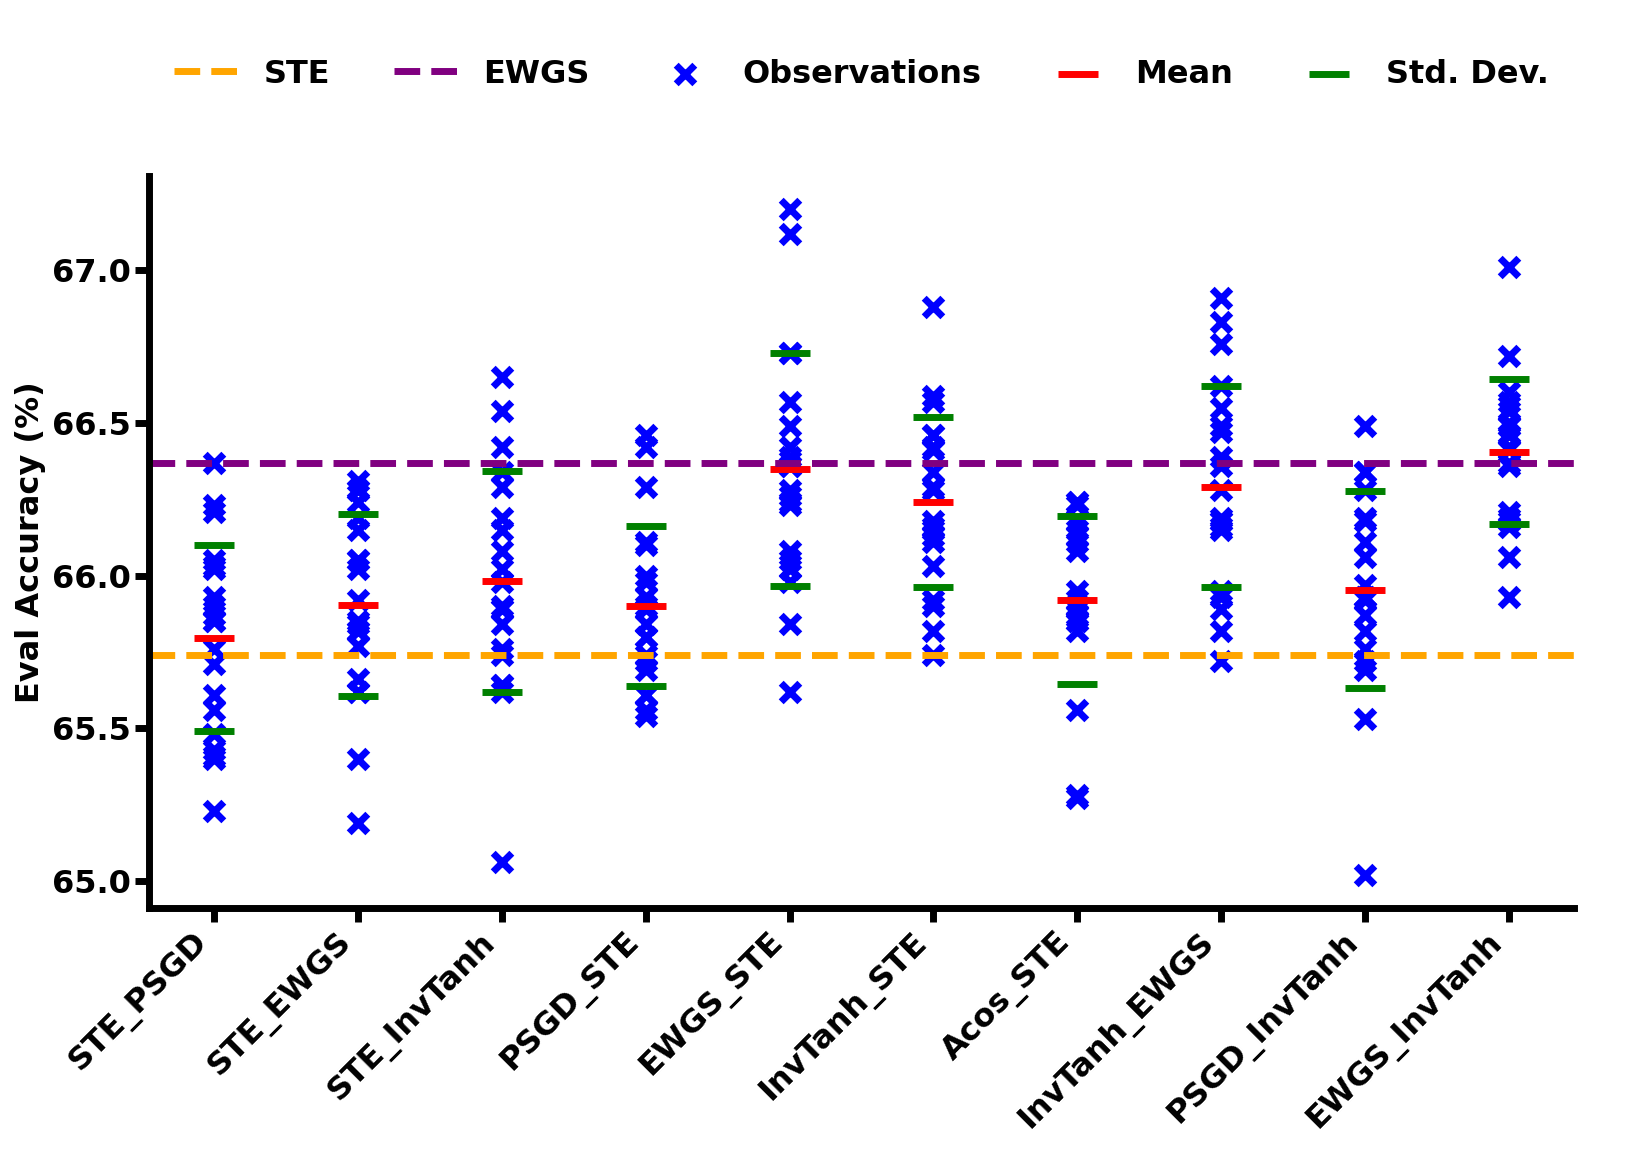 STE EWGS Observations Mean Std. Dev.
Eval Accuracy (%)
67.0
66.5
66.0
65.5
65.0
STE_PSGD
STE_EWGS
STE_InvTanh
PSGD_STE
EWGS_STE
InvTanh_STE
Acos_STE
InvTanh_EWGS
PSGD_InvTanh
EWGS_InvTanh